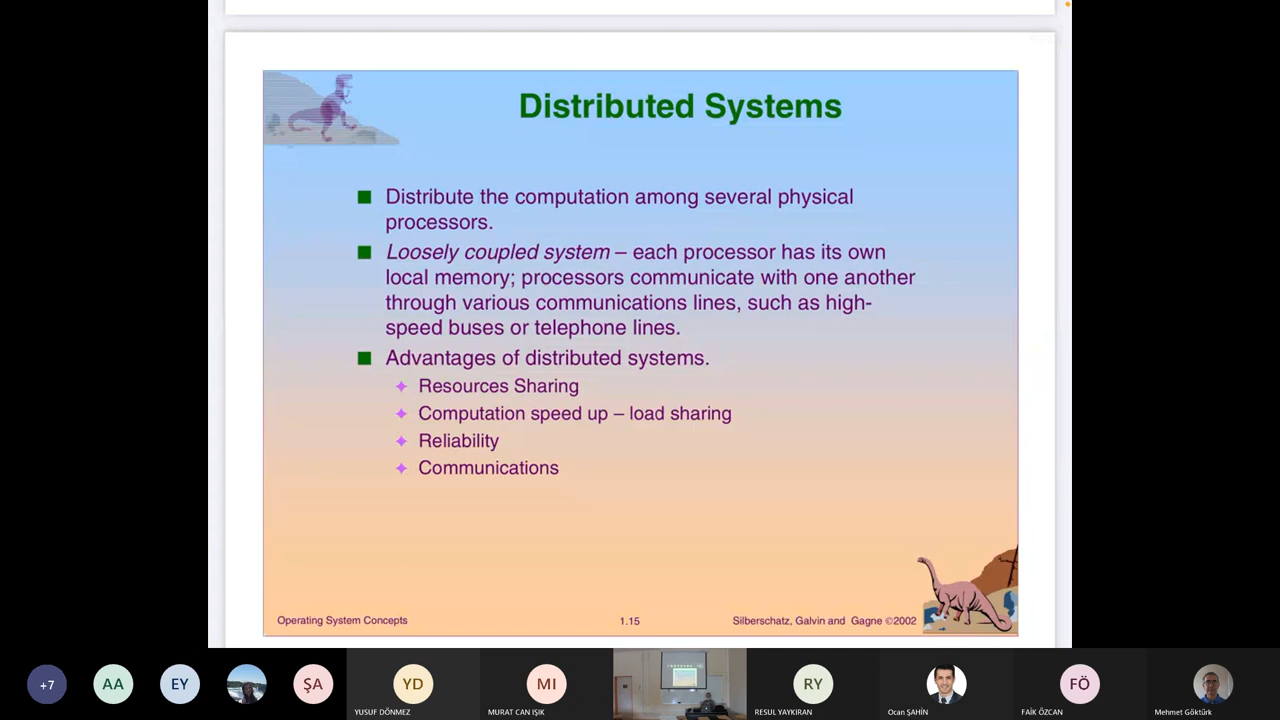 Distributed Systems
Distribute the computation among several physical
processors.
Loosely coupled system – each processor has its own
local memory; processors communicate with one another
through various communications lines, such as high-
speed buses or telephone lines.
Advantages of distributed systems.
Resources Sharing
Computation speed up – load sharing
Reliability
Communications
Operating System Concepts
1.15
Silberschatz, Galvin and Gagne ©2002
+7
AA
EY
ŞA
YD
MI
RY
FÖ
YUSUF DÖNMEZ
MURAT CAN IŞIK
RESUL YAYKIRAN
Ocan ŞAHİN
FAİK ÖZCAN
Mehmet Göktürk